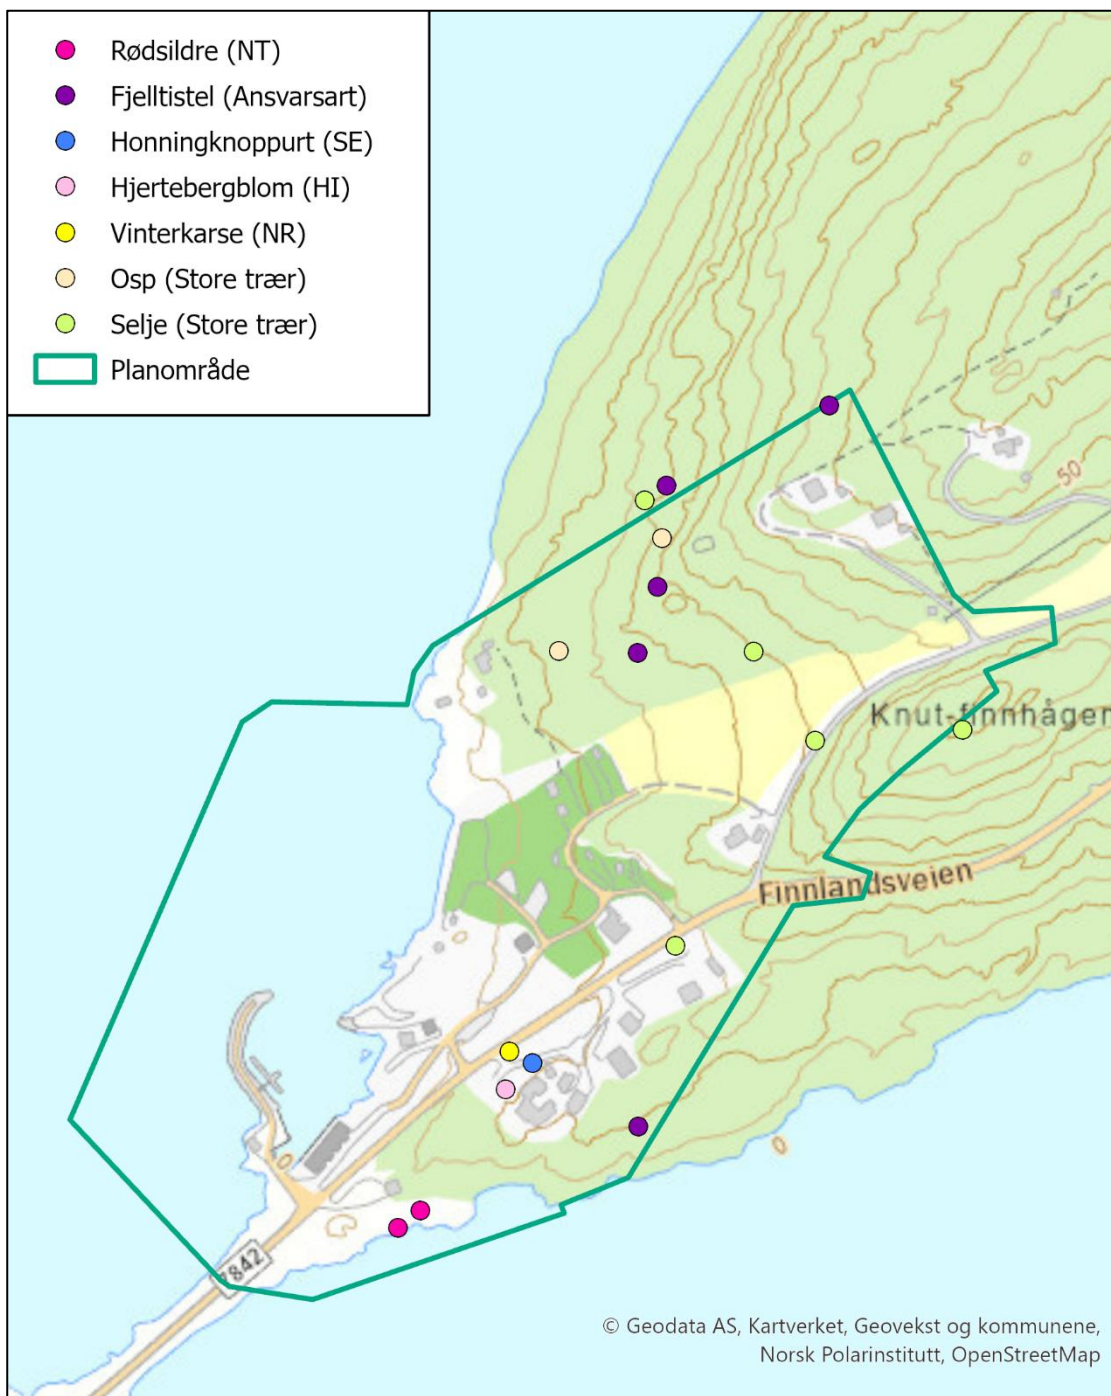 Rødsildre (NT)
Fjelltistel (Ansvarsart)
Honningknoppurt (SE)
Hjertebergblom (HI)
Vinterkarse (NR)
Osp (Store trær)
Selje (Store trær)
Planområde
50
Knut-finnhågen
Finnlandsveien
7842
© Geodata AS, Kartverket, Geovekst og kommunene,
Norsk Polarinstitutt, OpenStreetMap